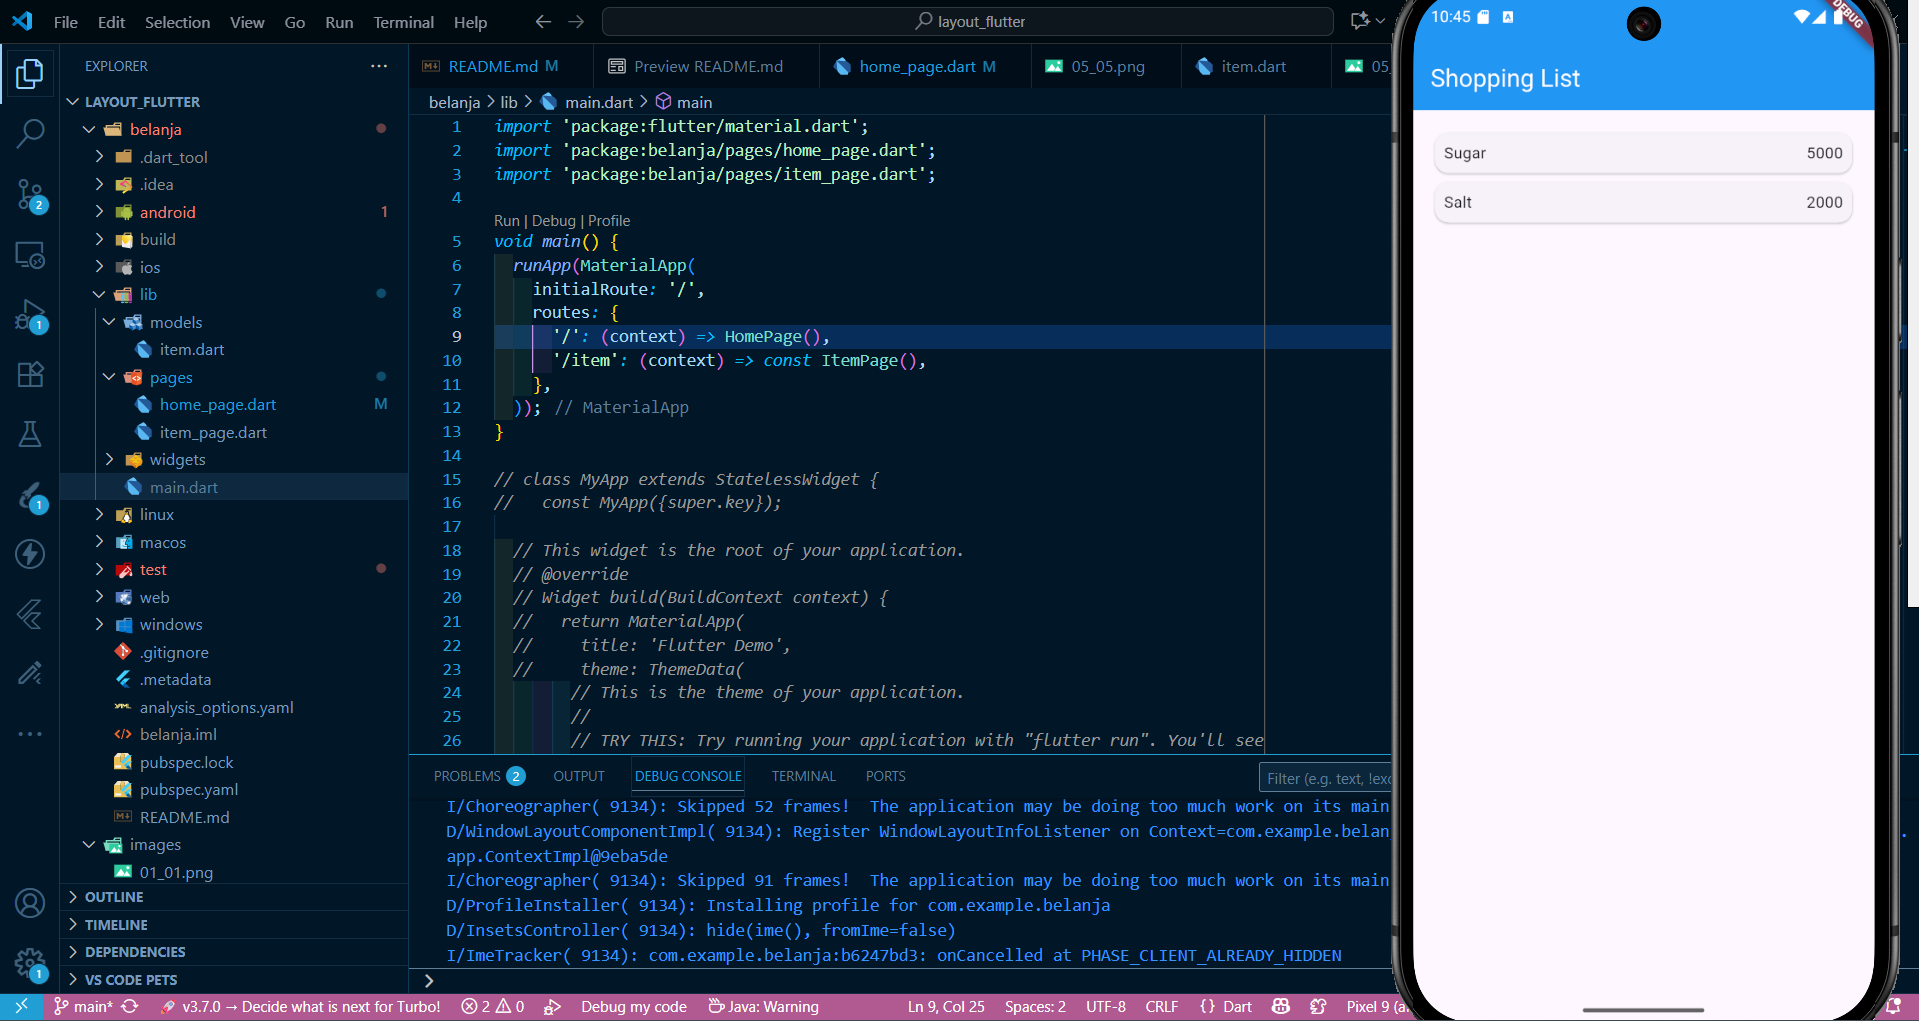 File Edit Selection View Go Run Terminal Help
layout_flutter
EXPLORER
LAYOUT_FLUTTER
belanja
.dart_tool
.idea
android 1
build
ios
lib
models
item.dart
pages
home_page.dart M
item_page.dart
widgets
main.dart
linux
macos
test
web
windows
.gitignore
.metadata
analysis_options.yaml
belanja.iml
pubspec.lock
pubspec.yaml
README.md
images
01_01.png
OUTLINE
TIMELINE
DEPENDENCIES
VS CODE PETS
2
1
1
1
README.md M
Preview README.md
home_page.dart M
05_05.png
item.dart
05_
belanja > lib > main.dart > main
1 import 'package:flutter/material.dart';
2 import 'package:belanja/pages/home_page.dart';
3 import 'package:belanja/pages/item_page.dart';
4
Run | Debug | Profile
5 void main() {
6 runApp(MaterialApp(
7 initialRoute: '/',
8 routes: {
9 '/': (context) => HomePage(),
10 '/item': (context) => const ItemPage(),
11 },
12 )); // MaterialApp
13 }
14
15 // class MyApp extends StatelessWidget {
16 //   const MyApp({super.key});
17
18 // This widget is the root of your application.
19 // @override
20 // Widget build(BuildContext context) {
21 //   return MaterialApp(
22 //     title: 'Flutter Demo',
23 //     theme: ThemeData(
24 // This is the theme of your application.
25 //
26 // TRY THIS: Try running your application with "flutter run". You'll see
PROBLEMS 2 OUTPUT DEBUG CONSOLE TERMINAL PORTS
Filter (e.g. text, !exc
I/Choreographer( 9134): Skipped 52 frames!  The application may be doing too much work on its main
D/WindowLayoutComponentImpl( 9134): Register WindowLayoutInfoListener on Context=com.example.belan
app.ContextImpl@9eba5de
I/Choreographer( 9134): Skipped 91 frames!  The application may be doing too much work on its main
D/ProfileInstaller( 9134): Installing profile for com.example.belanja
D/InsetsController( 9134): hide(ime(), fromIme=false)
I/ImeTracker( 9134): com.example.belanja:b6247bd3: onCancelled at PHASE_CLIENT_ALREADY_HIDDEN
main* v3.7.0 → Decide what is next for Turbo! 2 0 Debug my code Java: Warning Ln 9, Col 25 Spaces: 2 UTF-8 CRLF {} Dart Pixel 9 (a
10:45 A
DEBUG
Shopping List
Sugar 5000
Salt 2000